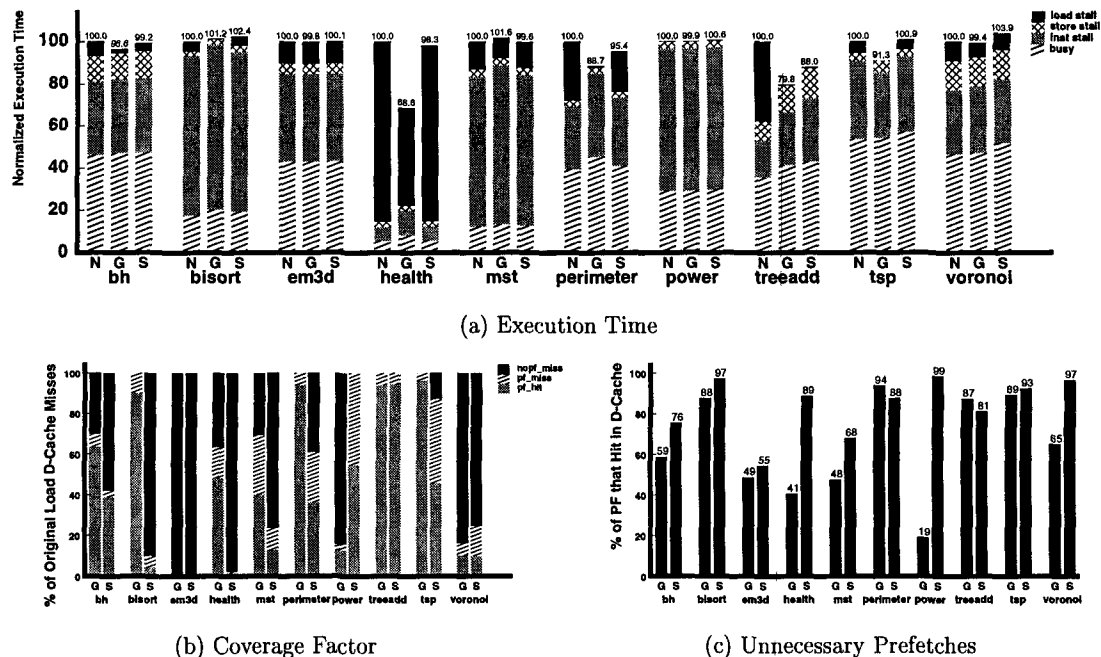 100.0 96.6 99.2 100.0 101.2 102.4 100.0 99.8 100.1 100.0 68.6 98.3 100.0 101.6 99.6 100.0 88.7 95.4 100.0 99.9 100.6 100.0 79.8 88.0 100.0 91.3 100.9 100.0 99.4 103.9
load stall
store stall
inst stall
busy
Normalized Execution Time
100
80
60
40
20
0
N G S N G S N G S N G S N G S N G S N G S N G S N G S N G S
bh bisort em3d health mst perimeter power treeadd tsp voronoi
(a) Execution Time
nopf_miss
pf_miss
pf_hit
% of Original Load D-Cache Misses
100
80
60
40
20
0
G S G S G S G S G S G S G S G S G S G S
bh bisort em3d health mst perimeter power treeadd tsp voronoi
(b) Coverage Factor
% of PF that Hit in D-Cache
100
80
60
40
20
0
59 76 88 97 49 55 41 89 48 68 94 88 19 99 87 81 89 93 65 97
G S G S G S G S G S G S G S G S G S G S
bh bisort em3d health mst perimeter power treeadd tsp voronoi
(c) Unnecessary Prefetches